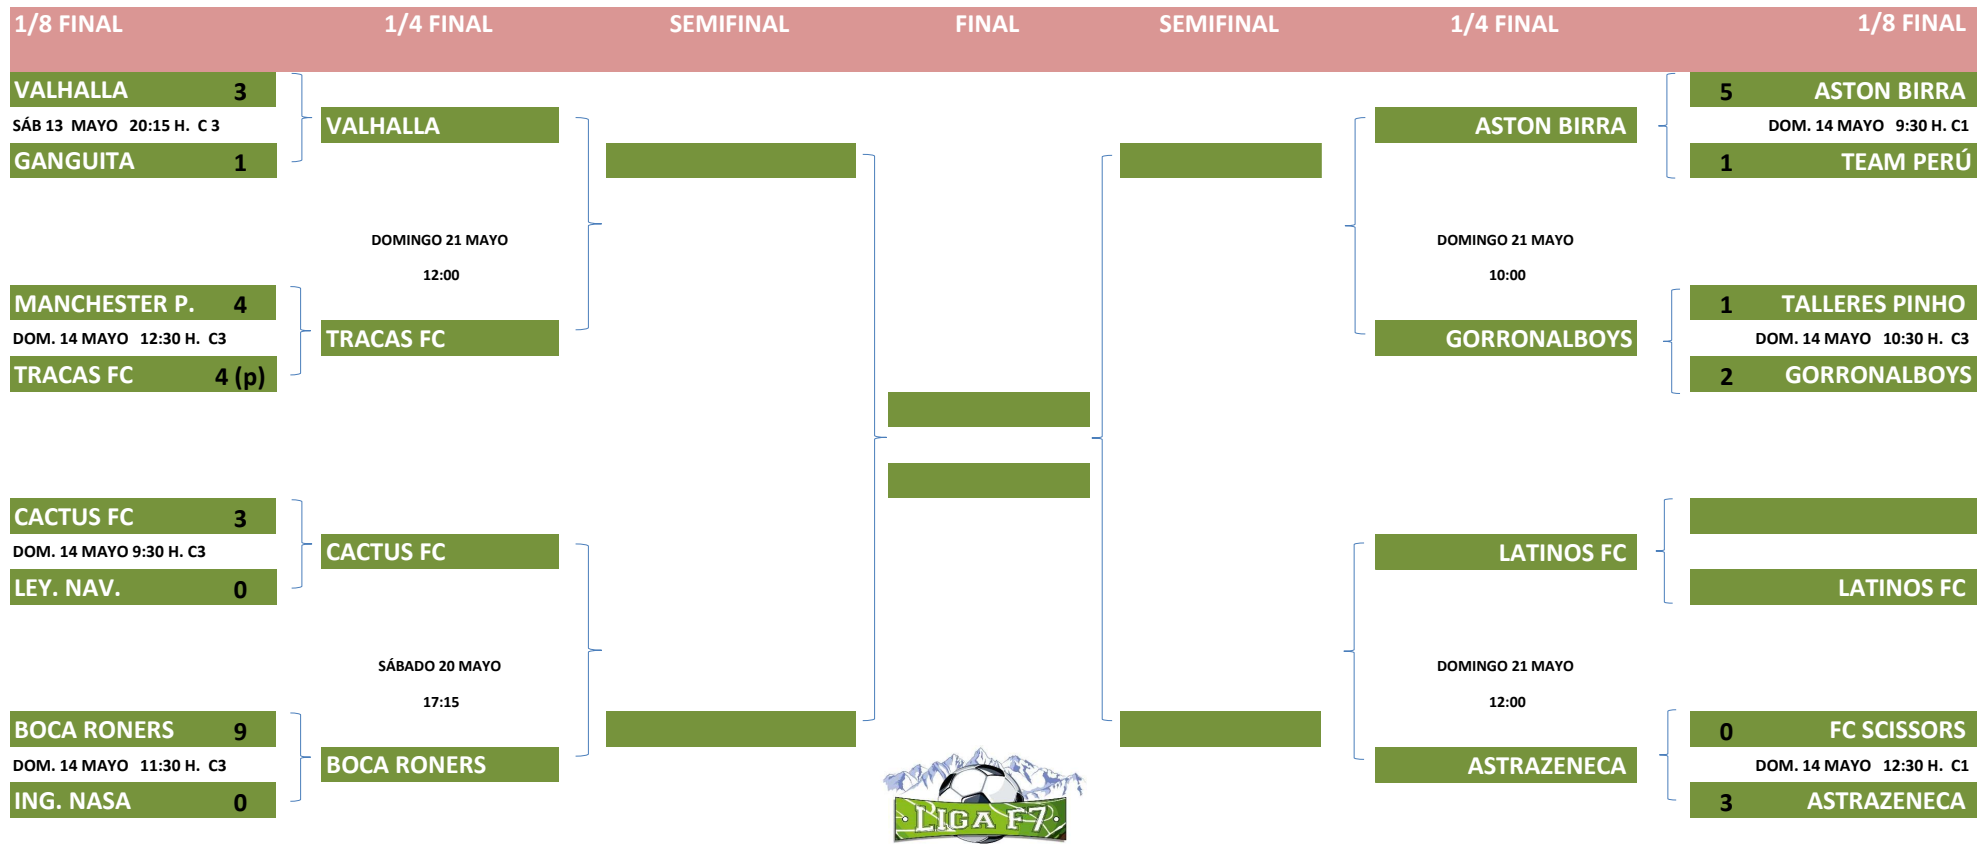 1/8 FINAL 1/4 FINAL SEMIFINAL FINAL SEMIFINAL 1/4 FINAL 1/8 FINAL
VALHALLA 3
SÁB 13 MAYO 20:15 H. C 3
GANGUITA 1
MANCHESTER P. 4
DOM. 14 MAYO 12:30 H. C3
TRACAS FC 4 (p)
CACTUS FC 3
DOM. 14 MAYO 9:30 H. C3
LEY. NAV. 0
BOCA RONERS 9
DOM. 14 MAYO 11:30 H. C3
ING. NASA 0
VALHALLA
DOMINGO 21 MAYO
12:00
TRACAS FC
CACTUS FC
SÁBADO 20 MAYO
17:15
BOCA RONERS
LIGA F7
ASTON BIRRA
DOMINGO 21 MAYO
10:00
GORRONALBOYS
LATINOS FC
DOMINGO 21 MAYO
12:00
ASTRAZENECA
5 ASTON BIRRA
DOM. 14 MAYO 9:30 H. C1
1 TEAM PERÚ
1 TALLERES PINHO
DOM. 14 MAYO 10:30 H. C3
2 GORRONALBOYS
LATINOS FC
0 FC SCISSORS
DOM. 14 MAYO 12:30 H. C1
3 ASTRAZENECA